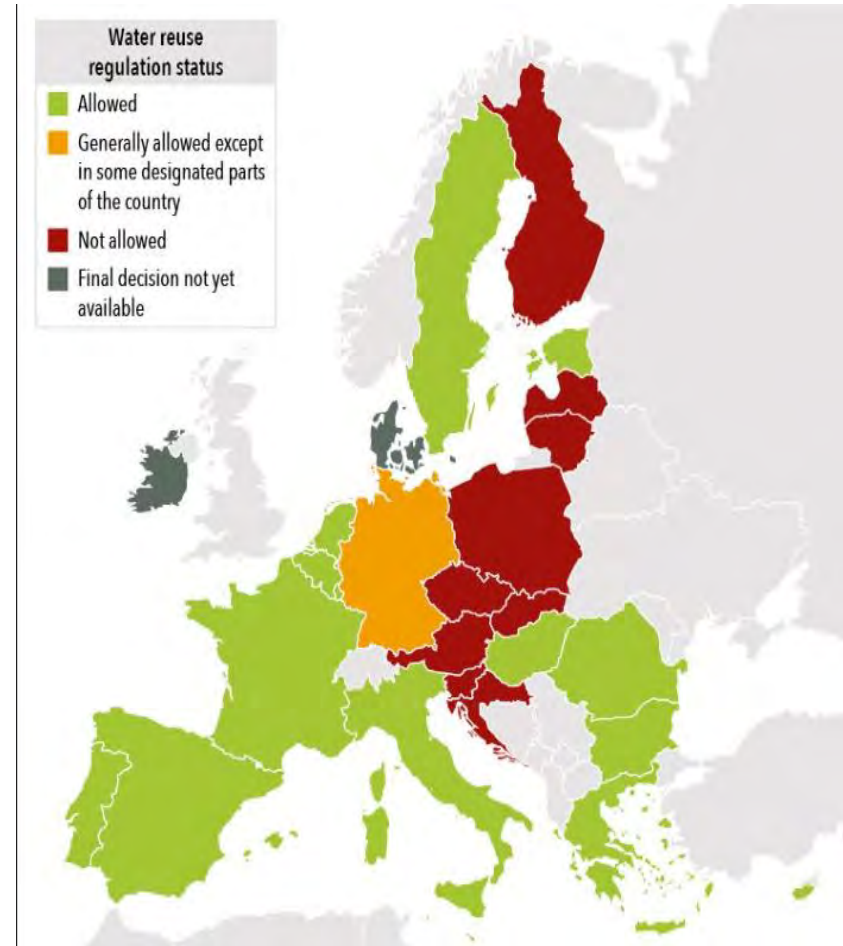 Water reuse
regulation status
Allowed
Generally allowed except
in some designated parts
of the country
Not allowed
Final decision not yet
available